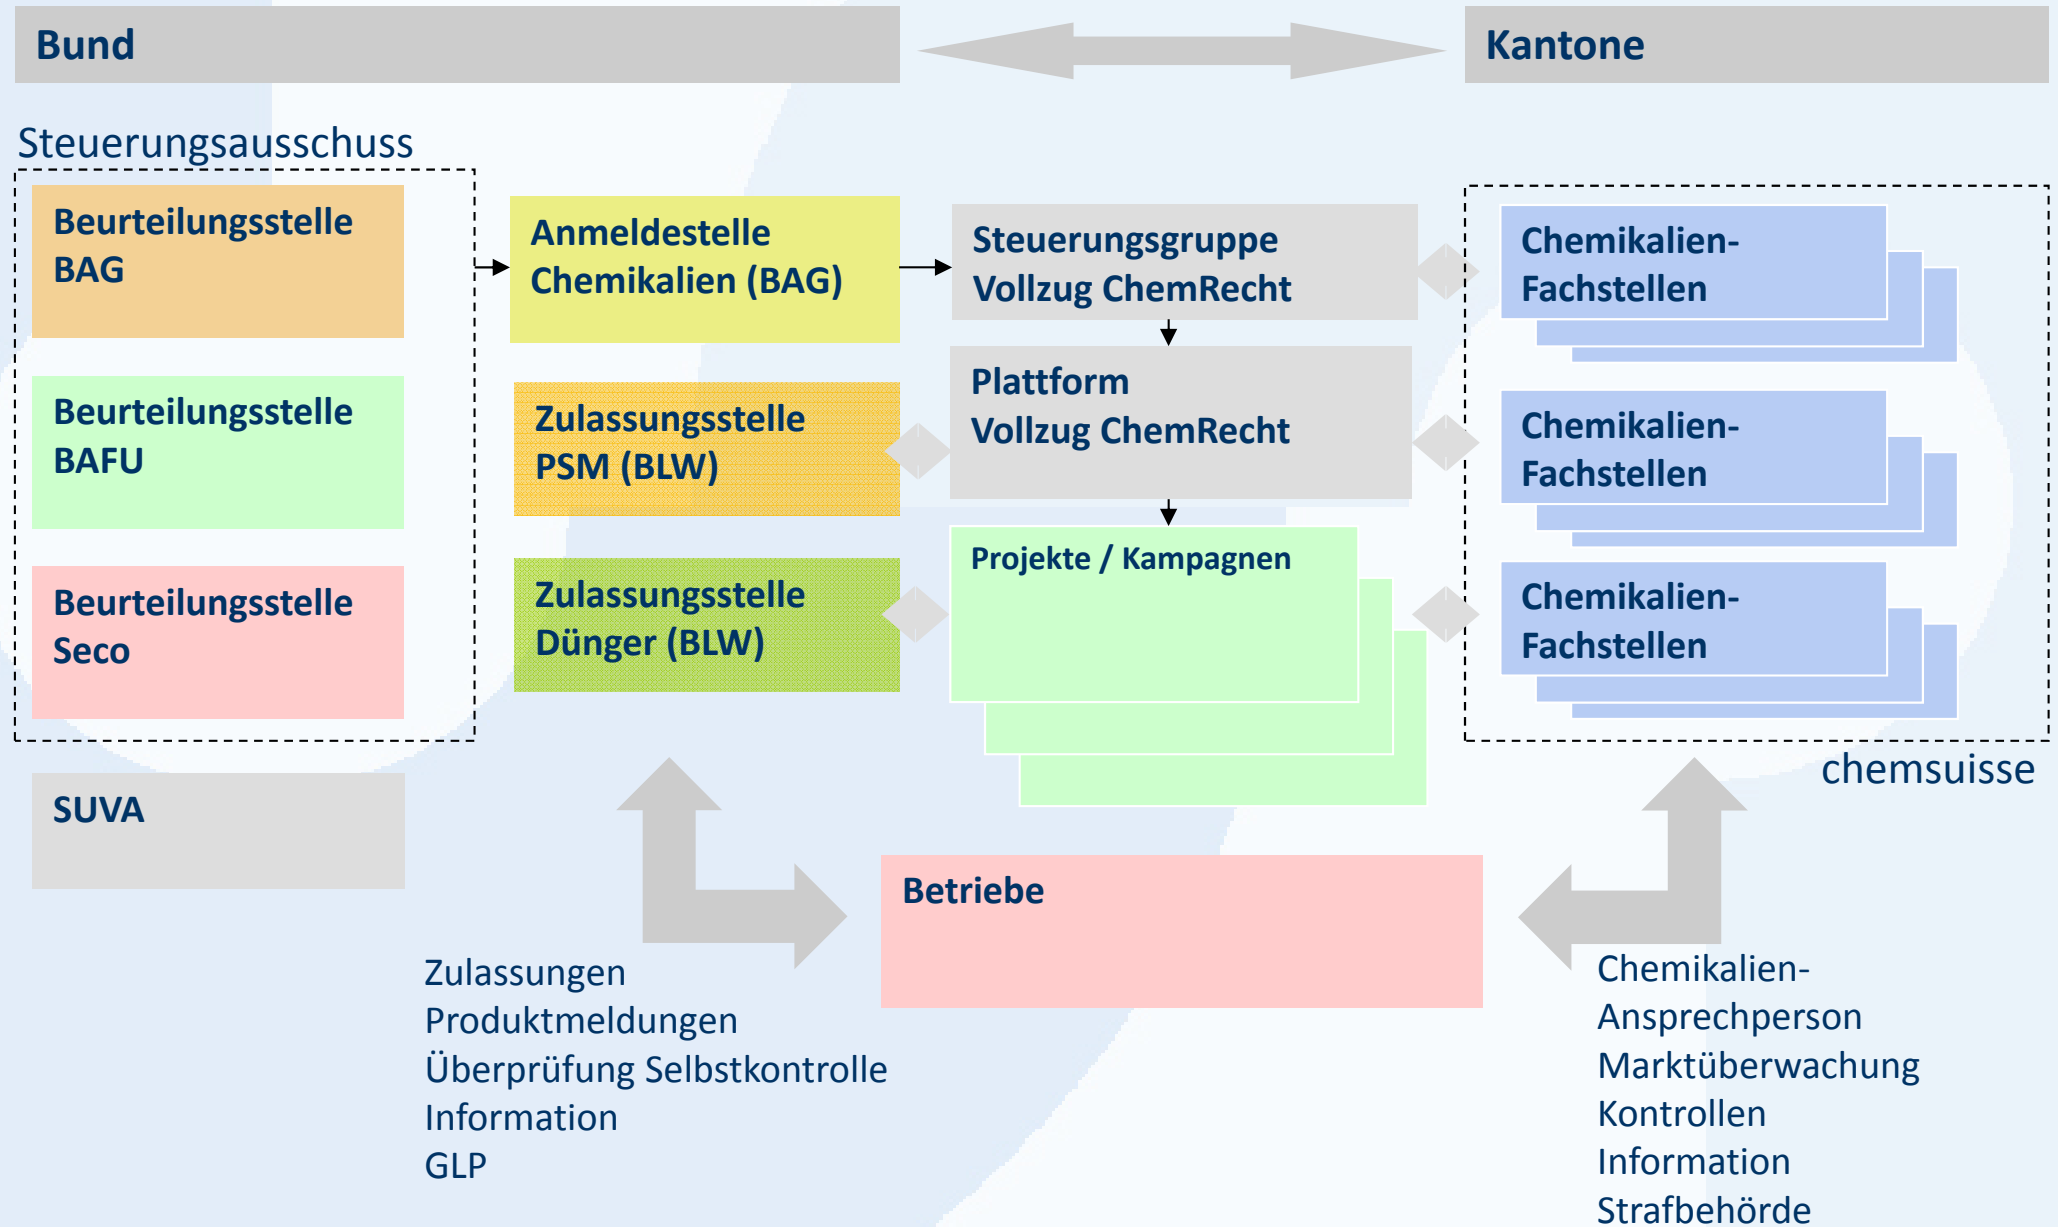 Bund
Kantone
Steuerungsausschuss
Beurteilungsstelle
BAG
Beurteilungsstelle
BAFU
Beurteilungsstelle
Seco
SUVA
Anmeldestelle
Chemikalien (BAG)
Zulassungsstelle
PSM (BLW)
Zulassungsstelle
Dünger (BLW)
Steuerungsgruppe
Vollzug ChemRecht
Plattform
Vollzug ChemRecht
Projekte / Kampagnen
Chemikalien-
Fachstellen
Chemikalien-
Fachstellen
Chemikalien-
Fachstellen
chemsuisse
Betriebe
Zulassungen
Produktmeldungen
Überprüfung Selbstkontrolle
Information
GLP
Chemikalien-
Ansprechperson
Marktüberwachung
Kontrollen
Information
Strafbehörde